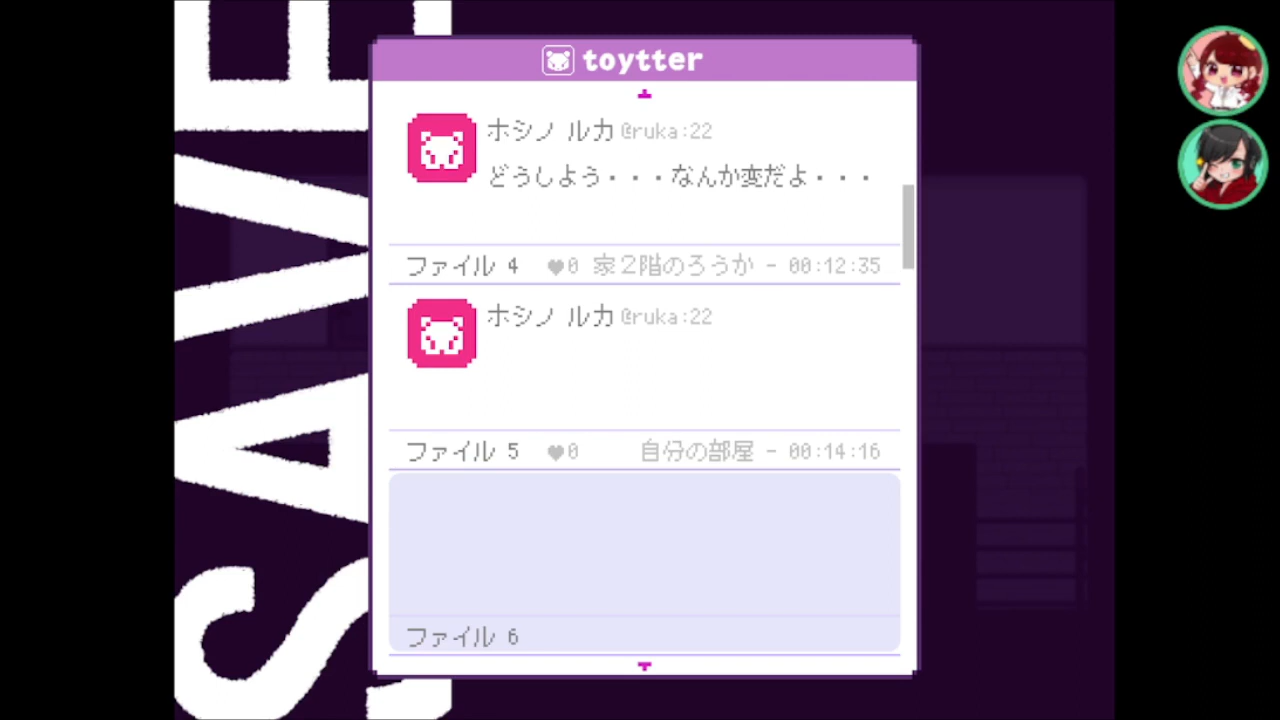 SAVE
toytter
ホシノ ルカ @ruka:22
どうしよう・・・なんか変だよ・・・
ファイル 4 ♥0 家２階のろうか - 00:12:35
ホシノ ルカ @ruka:22
ファイル 5 ♥0 自分の部屋 - 00:14:16
ファイル 6